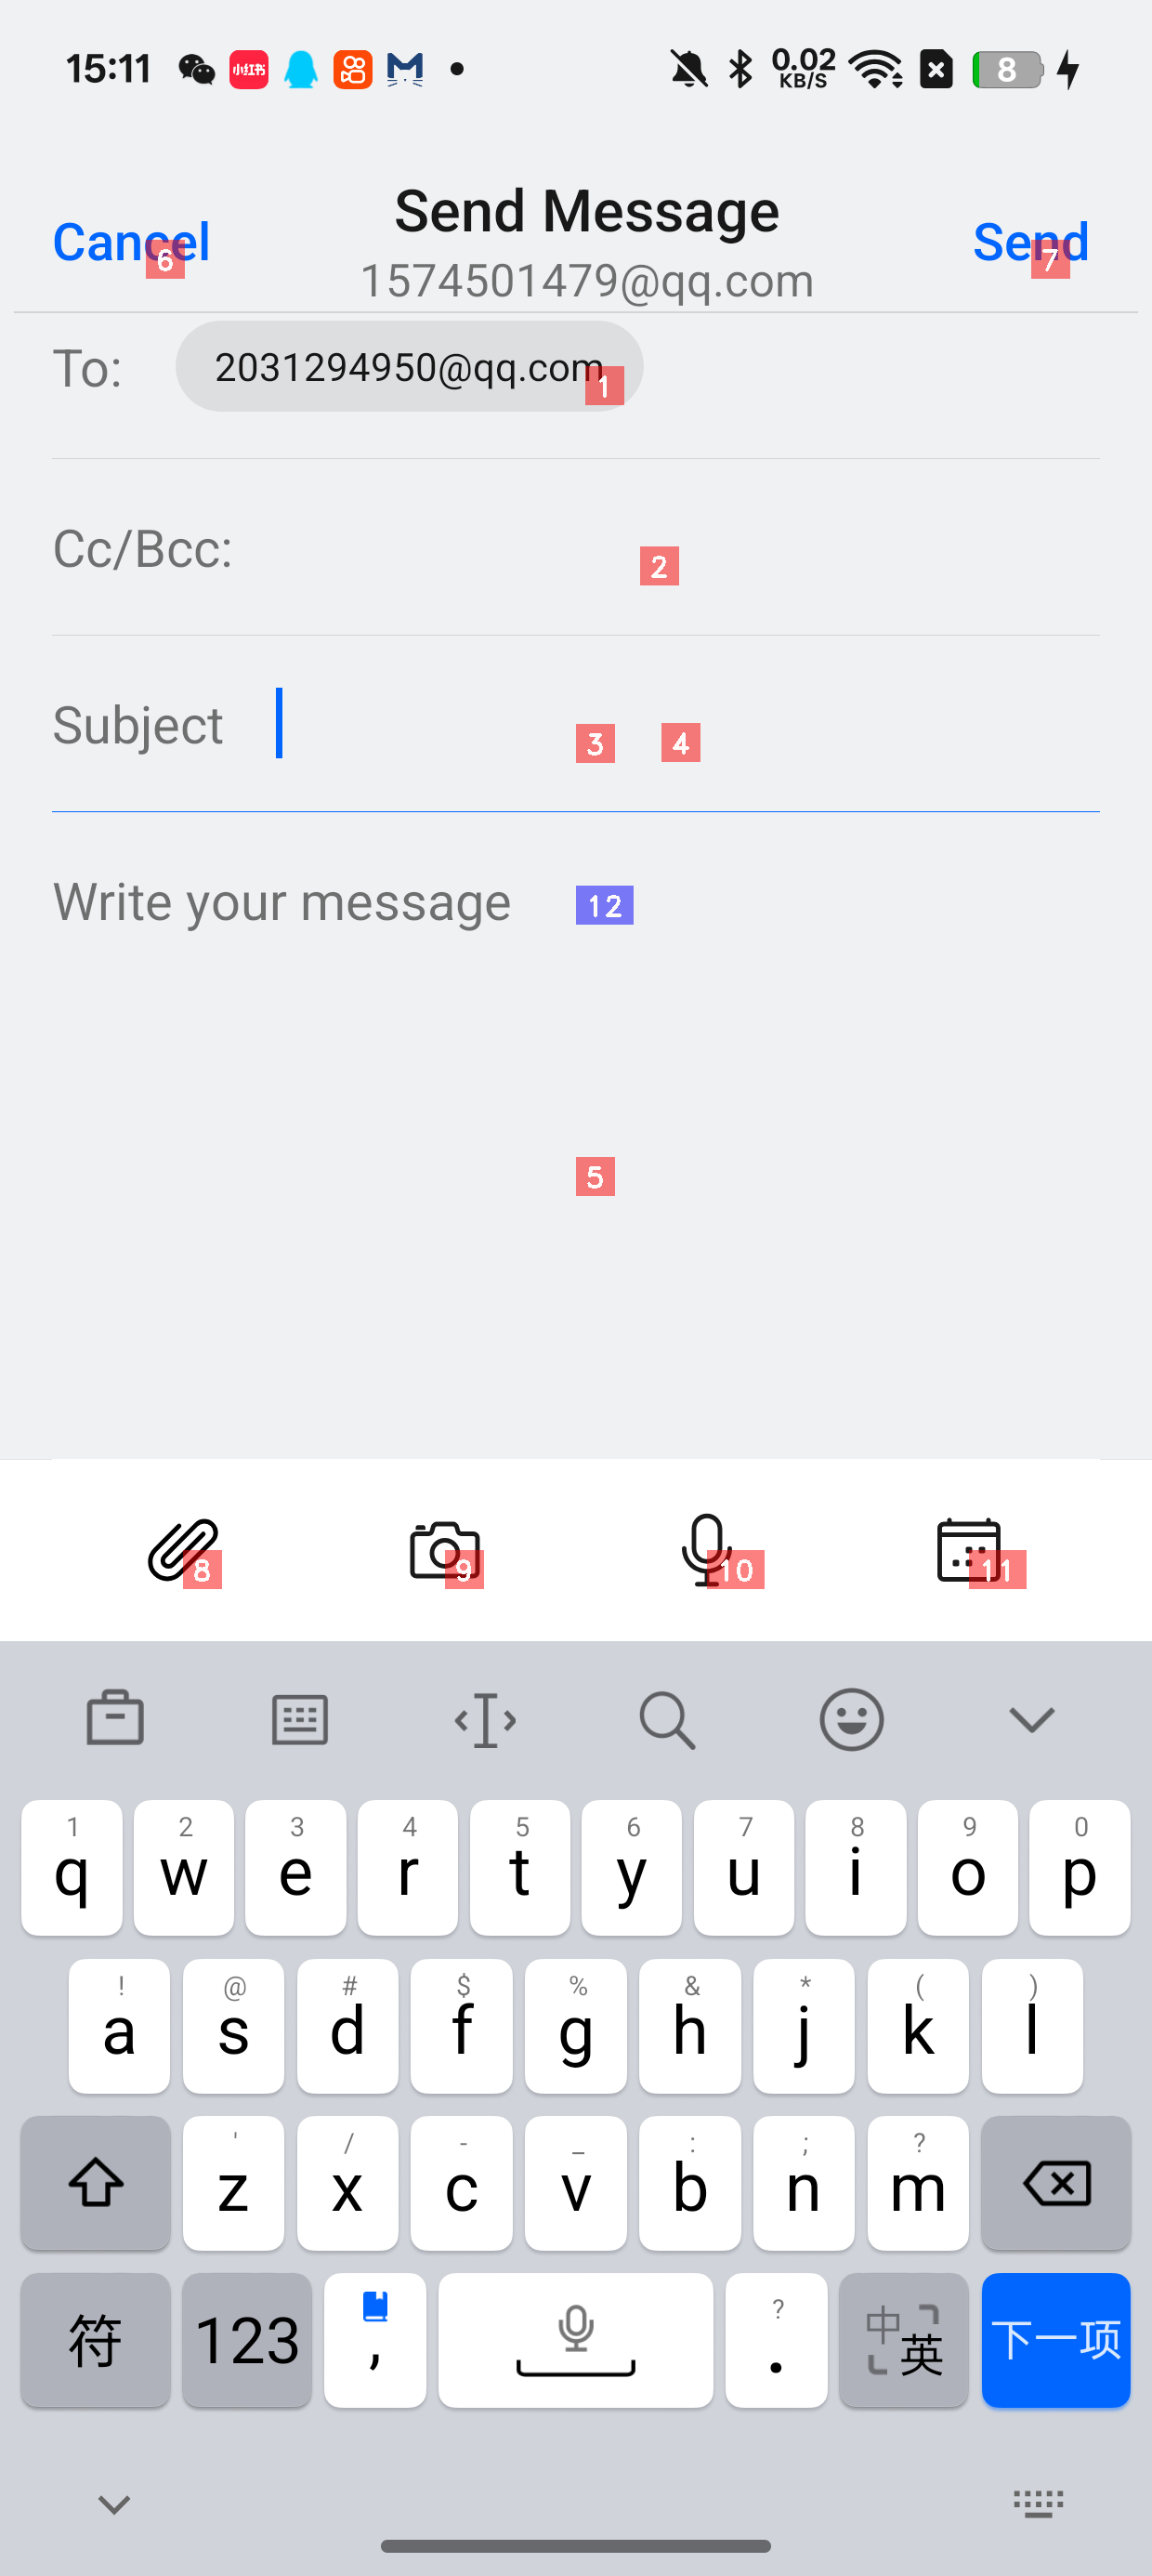 15:11 小红书 0.02 KB/S 8
Cancel Send Message Send
1574501479@qq.com
6 7
To: 2031294950@qq.com
1
Cc/Bcc:
2
Subject
3 4
Write your message 12
5
8 9 10 11
1 2 3 4 5 6 7 8 9 0
q w e r t y u i o p
! @ # $ % & * ( )
a s d f g h j k l
' / - _ : ; ?
z x c v b n m
符 123 , ? . 中 英 下一项